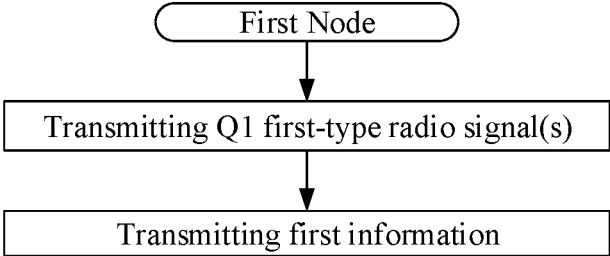 First Node
Transmitting Q1 first-type radio signal(s)
Transmitting first information